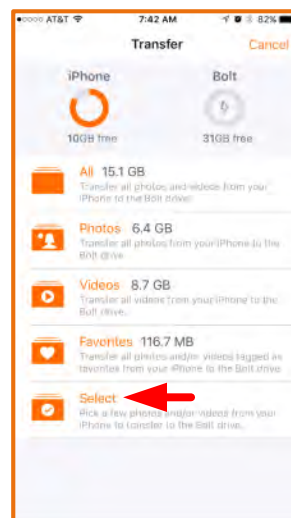 AT&T 7:42 AM 82%
Transfer Cancel
iPhone Bolt
10GB free 31GB free
All 15.1 GB
Transfer all photos and videos from your
iPhone to the Bolt drive.
Photos 6.4 GB
Transfer all photos from your iPhone to the
Bolt drive.
Videos 8.7 GB
Transfer all videos from your iPhone to the
Bolt drive.
Favorites 116.7 MB
Transfer all photos and/or videos tagged as
favorites from your iPhone to the Bolt drive.
Select
Pick a few photos and/or videos from your
iPhone to transfer to the Bolt drive.